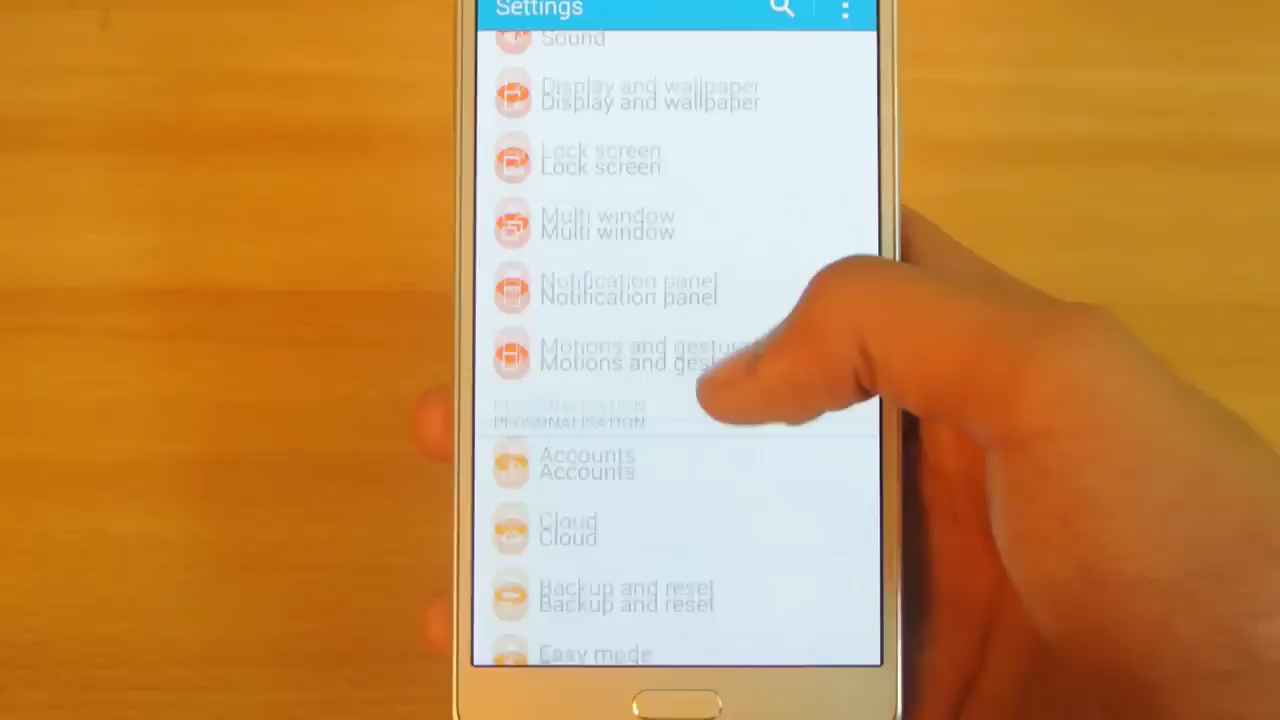 Settings
Sound
Display and wallpaper
Lock screen
Multi window
Notification panel
Motions and gestu
PERSONALISATION
Accounts
Cloud
Backup and reset
Easy mode